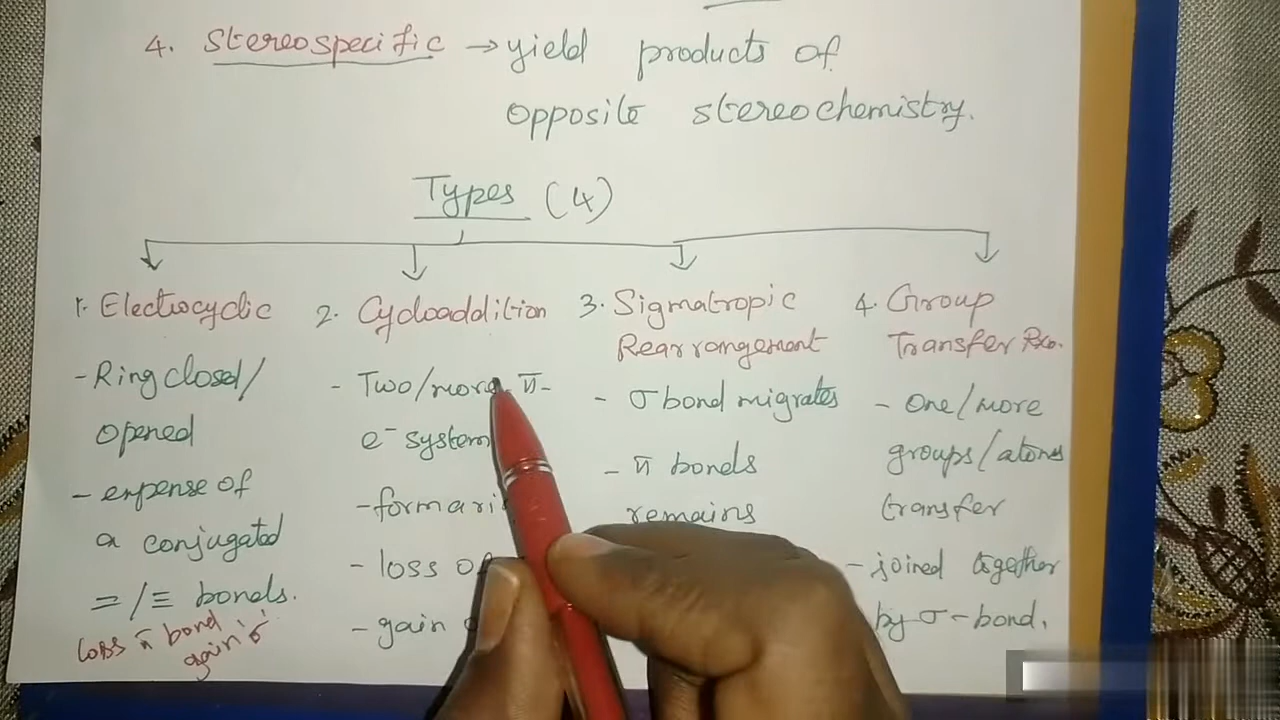 4. Stereospecific → yield products of
opposite stereochemistry.
Types (4)
1. Electrocyclic
- Ring closed/
opened
- expense of
a conjugated
=/≡ bonds.
loss π bond
gain σ
2. Cycloaddition
- Two/more π-
e⁻ system
- form a ri
- loss of
- gain
3. Sigmatropic
Rearrangement
- σ bond migrates
- π bonds
remains
4. Group
Transfer Rxn.
- One/more
groups/atoms
transfer
- joined together
by σ-bond.